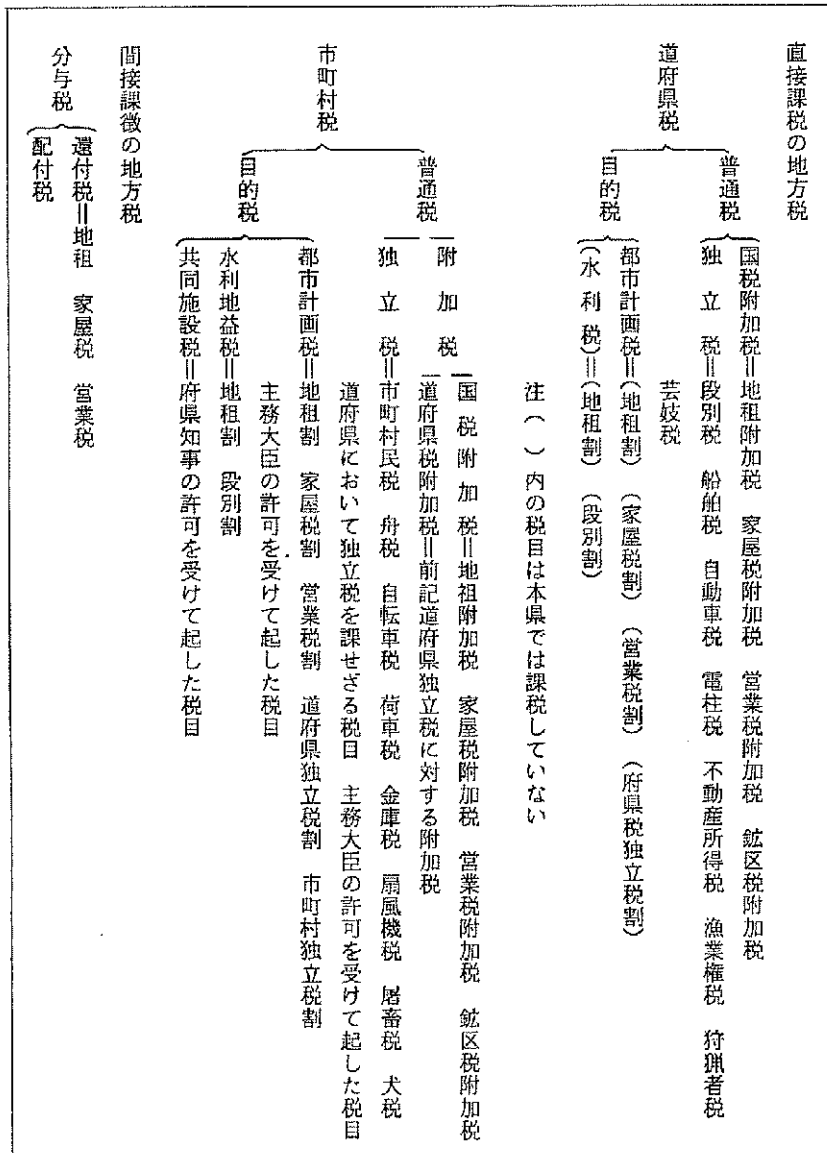 直接課税の地方税
道府県税
普通税
国税附加税=地租附加税 家屋税附加税 営業税附加税 鉱区税附加税
独立税=段別税 船舶税 自動車税 電柱税 不動産所得税 漁業権税 狩猟者税
芸妓税
目的税
都市計画税=(地租割) (家屋税割) (営業税割) (府県税独立税割)
(水利税)=(地租割) (段別割)
注( )内の税目は本県では課税していない
市町村税
普通税
附加税
国税附加税=地祖附加税 家屋税附加税 営業税附加税 鉱区税附加税
道府県税附加税=前記道府県独立税に対する附加税
独立税=市町村民税 舟税 自転車税 荷車税 金庫税 扇風機税 屠畜税 犬税
道府県において独立税を課せざる税目 主務大臣の許可を受けて起した税目
目的税
都市計画税=地租割 家屋税割 営業税割 道府県独立税割 市町村独立税割
主務大臣の許可を受けて起した税目
水利地益税=地租割 段別割
共同施設税=府県知事の許可を受けて起した税目
間接課徴の地方税
分与税
還付税=地租 家屋税 営業税
配付税